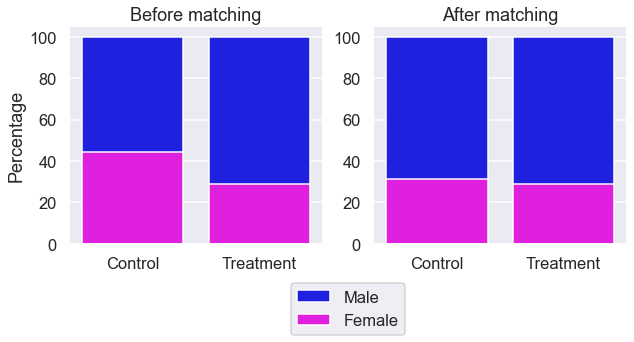 Before matching
After matching
Percentage
100
80
60
40
20
0
Control
Treatment
100
80
60
40
20
0
Control
Treatment
Male
Female